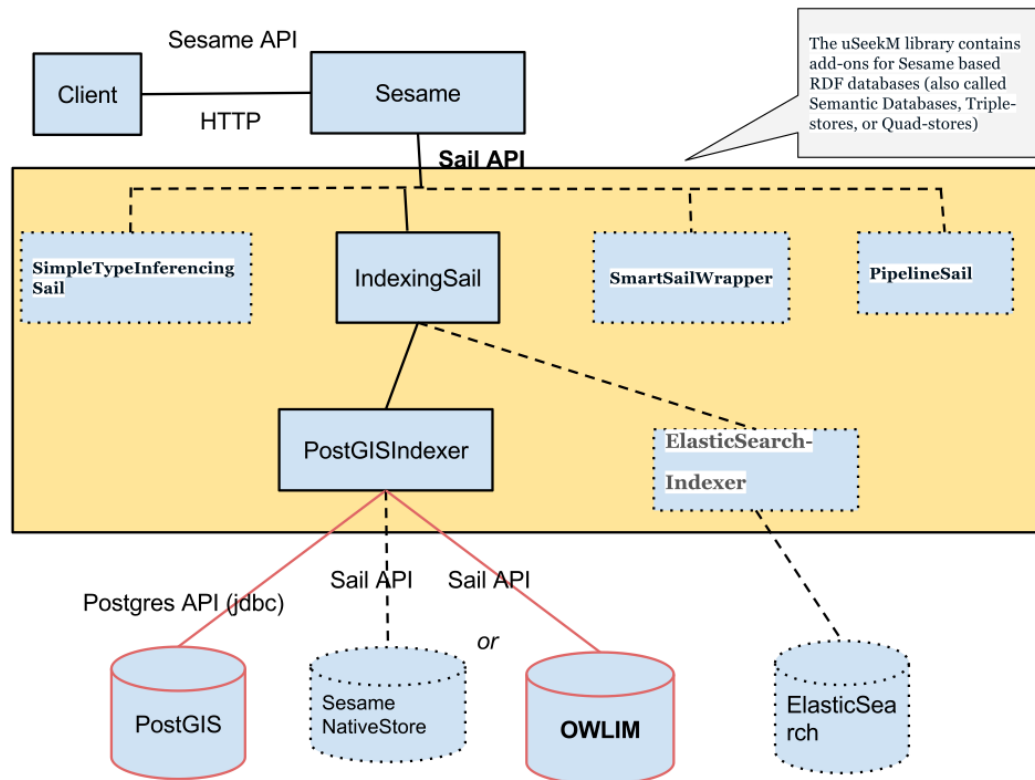 Sesame API
The uSeekM library contains
add-ons for Sesame based
RDF databases (also called
Semantic Databases, Triple-
stores, or Quad-stores)
Client
Sesame
HTTP
Sail API
SimpleTypeInferencing
Sail
IndexingSail
SmartSailWrapper
PipelineSail
PostGISIndexer
ElasticSearch-
Indexer
Sail API
Sail API
Postgres API (jdbc)
or
PostGIS
Sesame
NativeStore
OWLIM
ElasticSea
rch